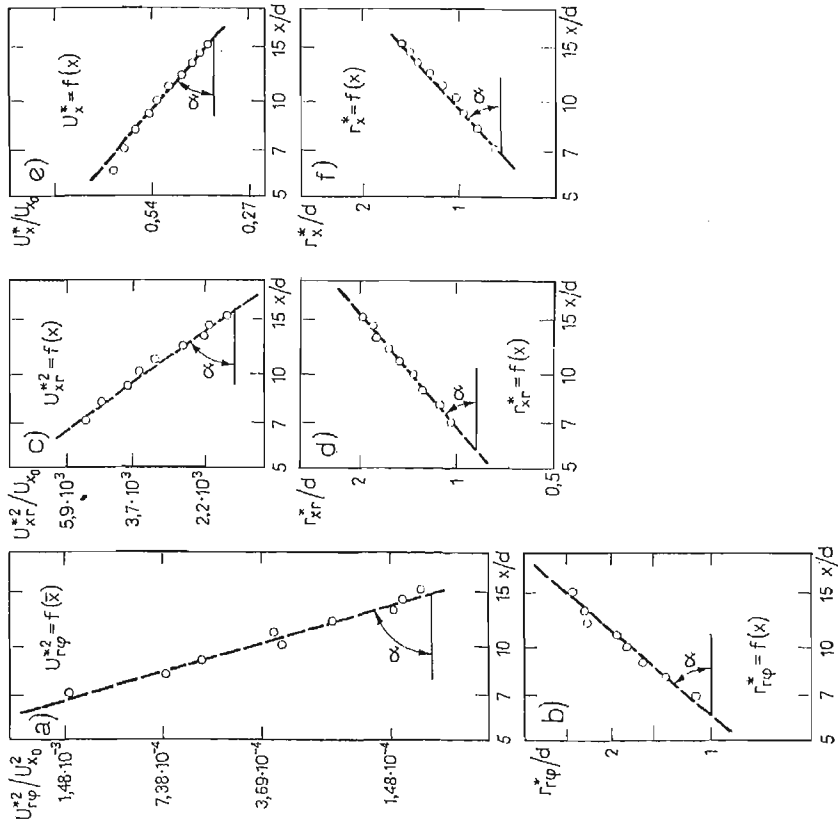 a)
U*²rφ/U²x₀
U*²rφ = f(x̄)
1,48·10⁻³
7,38·10⁻⁴
3,69·10⁻⁴
1,48·10⁻⁴
α
5 7 10 15 x/d
b)
r*rφ/d
2
1
α
r*rφ = f(x)
5 7 10 15 x/d
c)
U*²xr/Ux₀
U*²xr = f(x)
5,9·10³
3,7·10³
2,2·10³
α
5 7 10 15 x/d
d)
r*xr/d
2
1
0,5
α
r*xr = f(x)
5 7 10 15 x/d
e)
U*x/Ux₀
U*x = f(x)
0,54
0,27
α
5 7 10 15 x/d
f)
r*x/d
r*x = f(x)
2
1
α
5 7 10 15 x/d